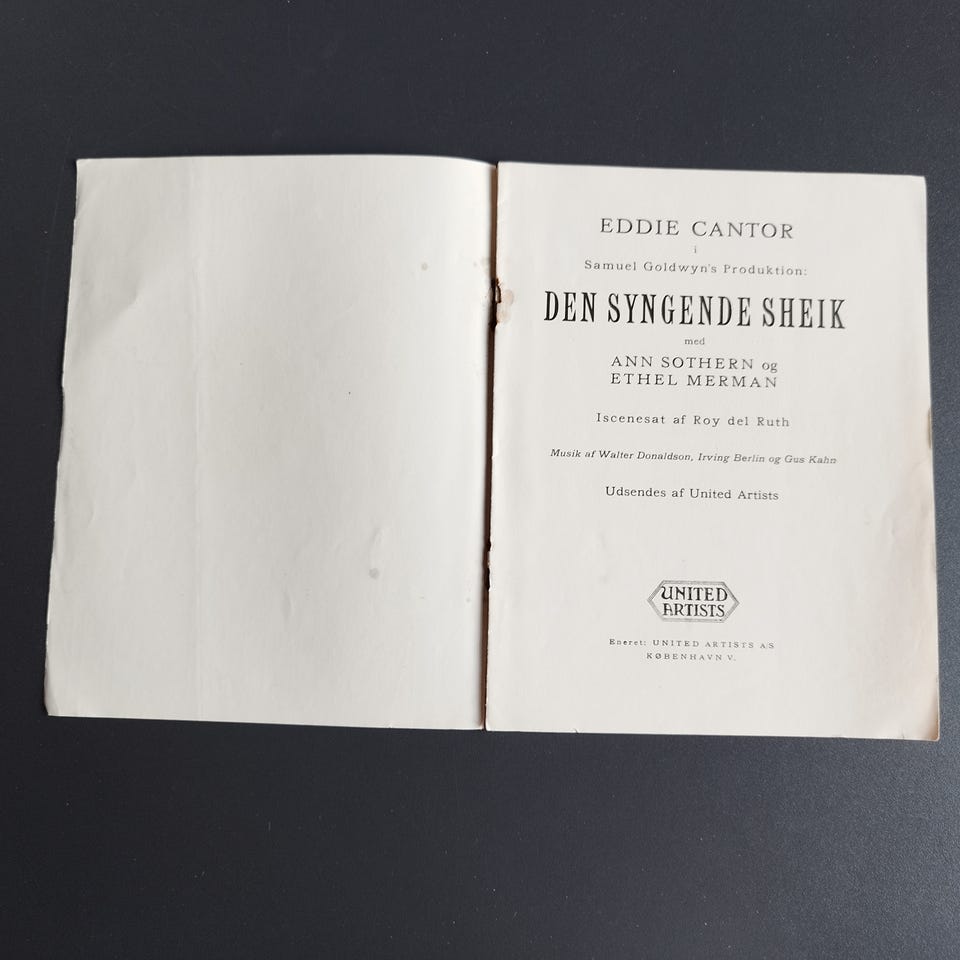 EDDIE CANTOR
i
Samuel Goldwyn's Produktion:
DEN SYNGENDE SHEIK
med
ANN SOTHERN og
ETHEL MERMAN
Iscenesat af Roy del Ruth
Musik af Walter Donaldson, Irving Berlin og Gus Kahn
Udsendes af United Artists
UNITED
ARTISTS
Eneret: UNITED ARTISTS A/S
KØBENHAVN V.